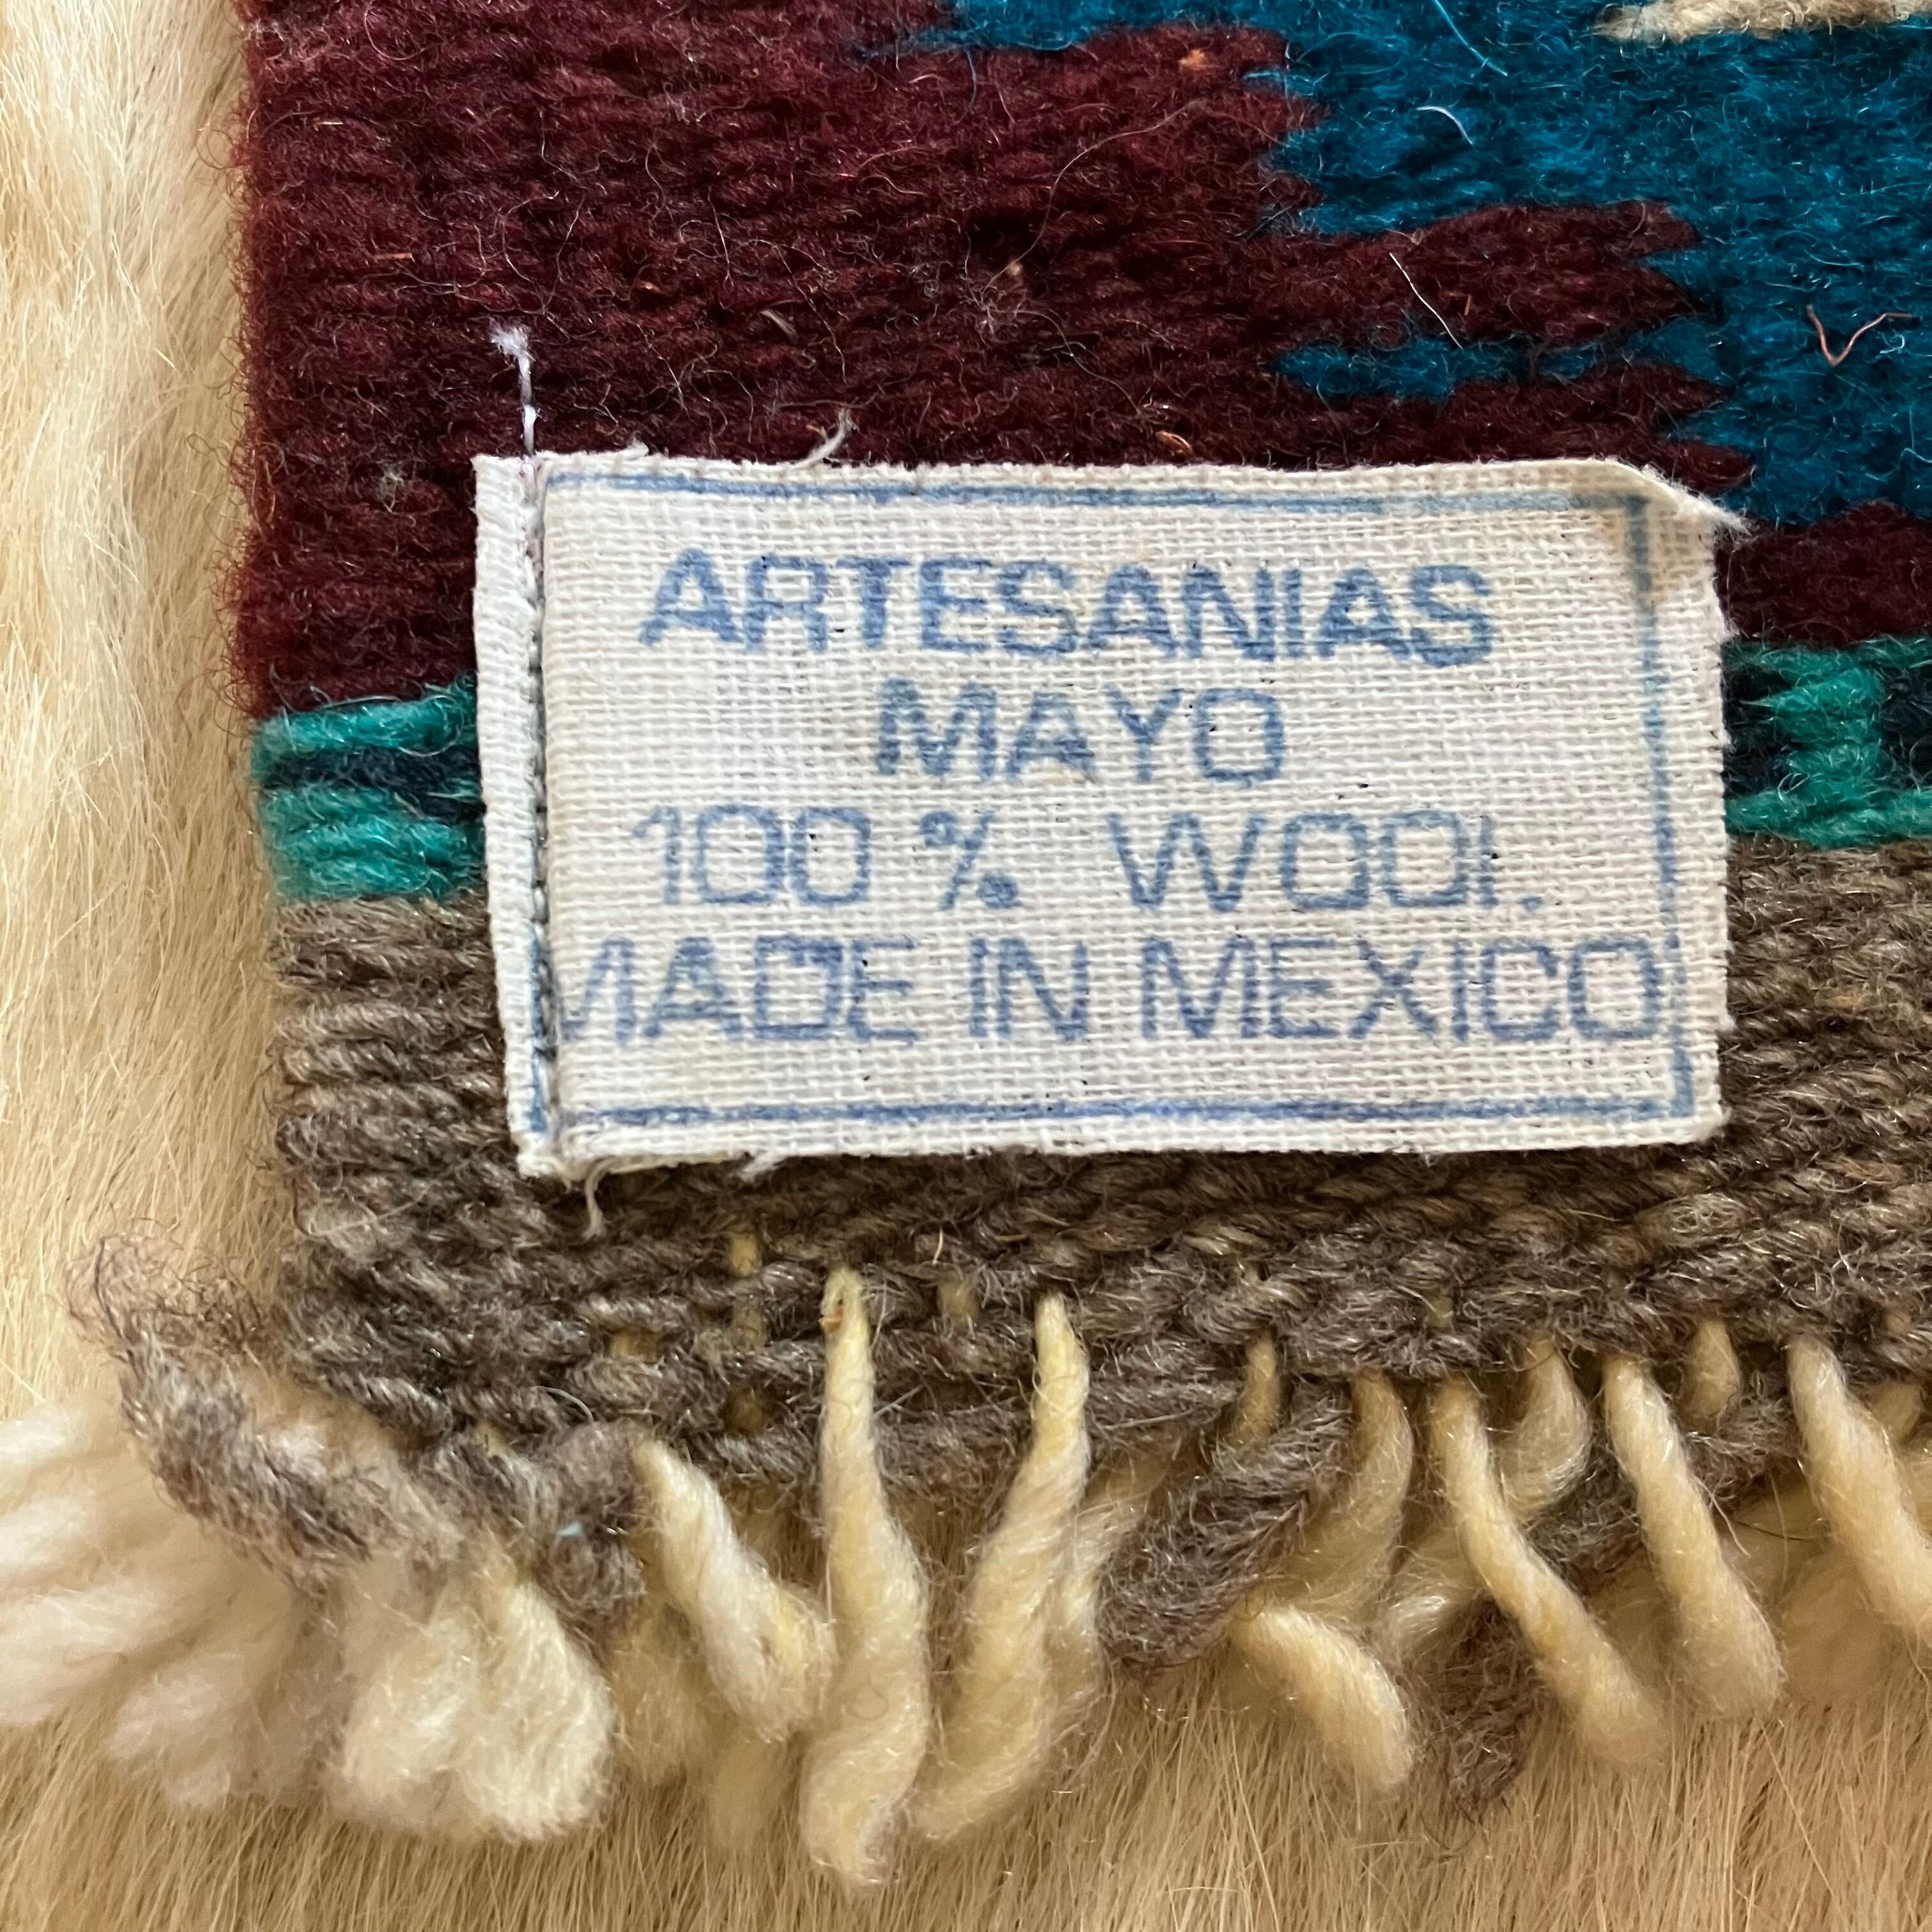 ARTESANIAS
MAYO
100 % WOOl.
MADE IN MEXICO